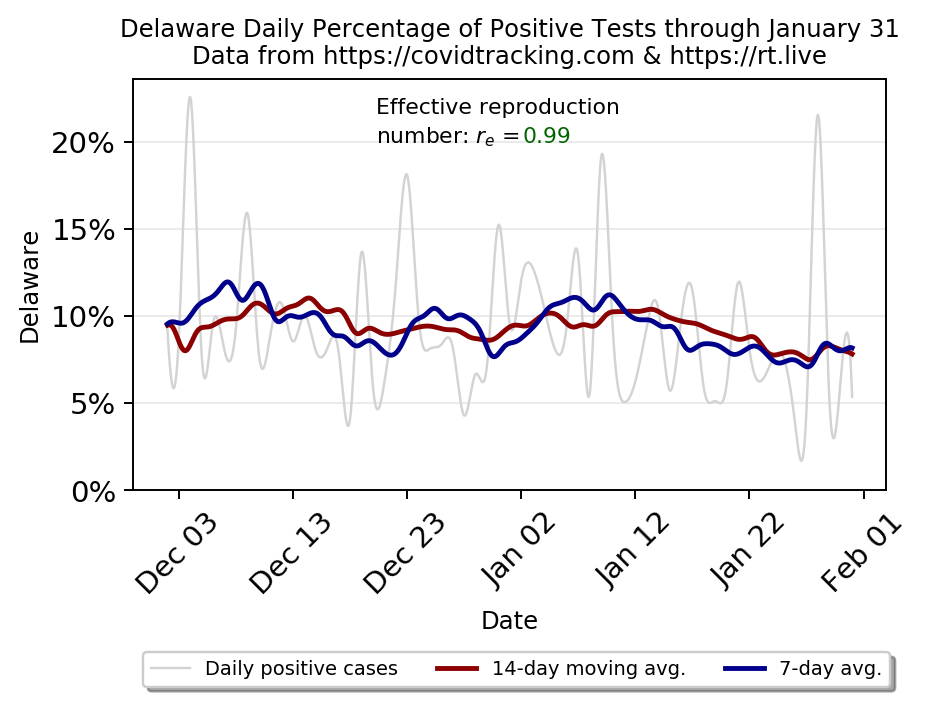 Delaware Daily Percentage of Positive Tests through January 31
Data from https://covidtracking.com & https://rt.live
Effective reproduction
number: rₑ =0.99
20%
15%
10%
5%
0%
Delaware
Dec 03
Dec 13
Dec 23
Jan 02
Jan 12
Jan 22
Feb 01
Date
Daily positive cases
14-day moving avg.
7-day avg.